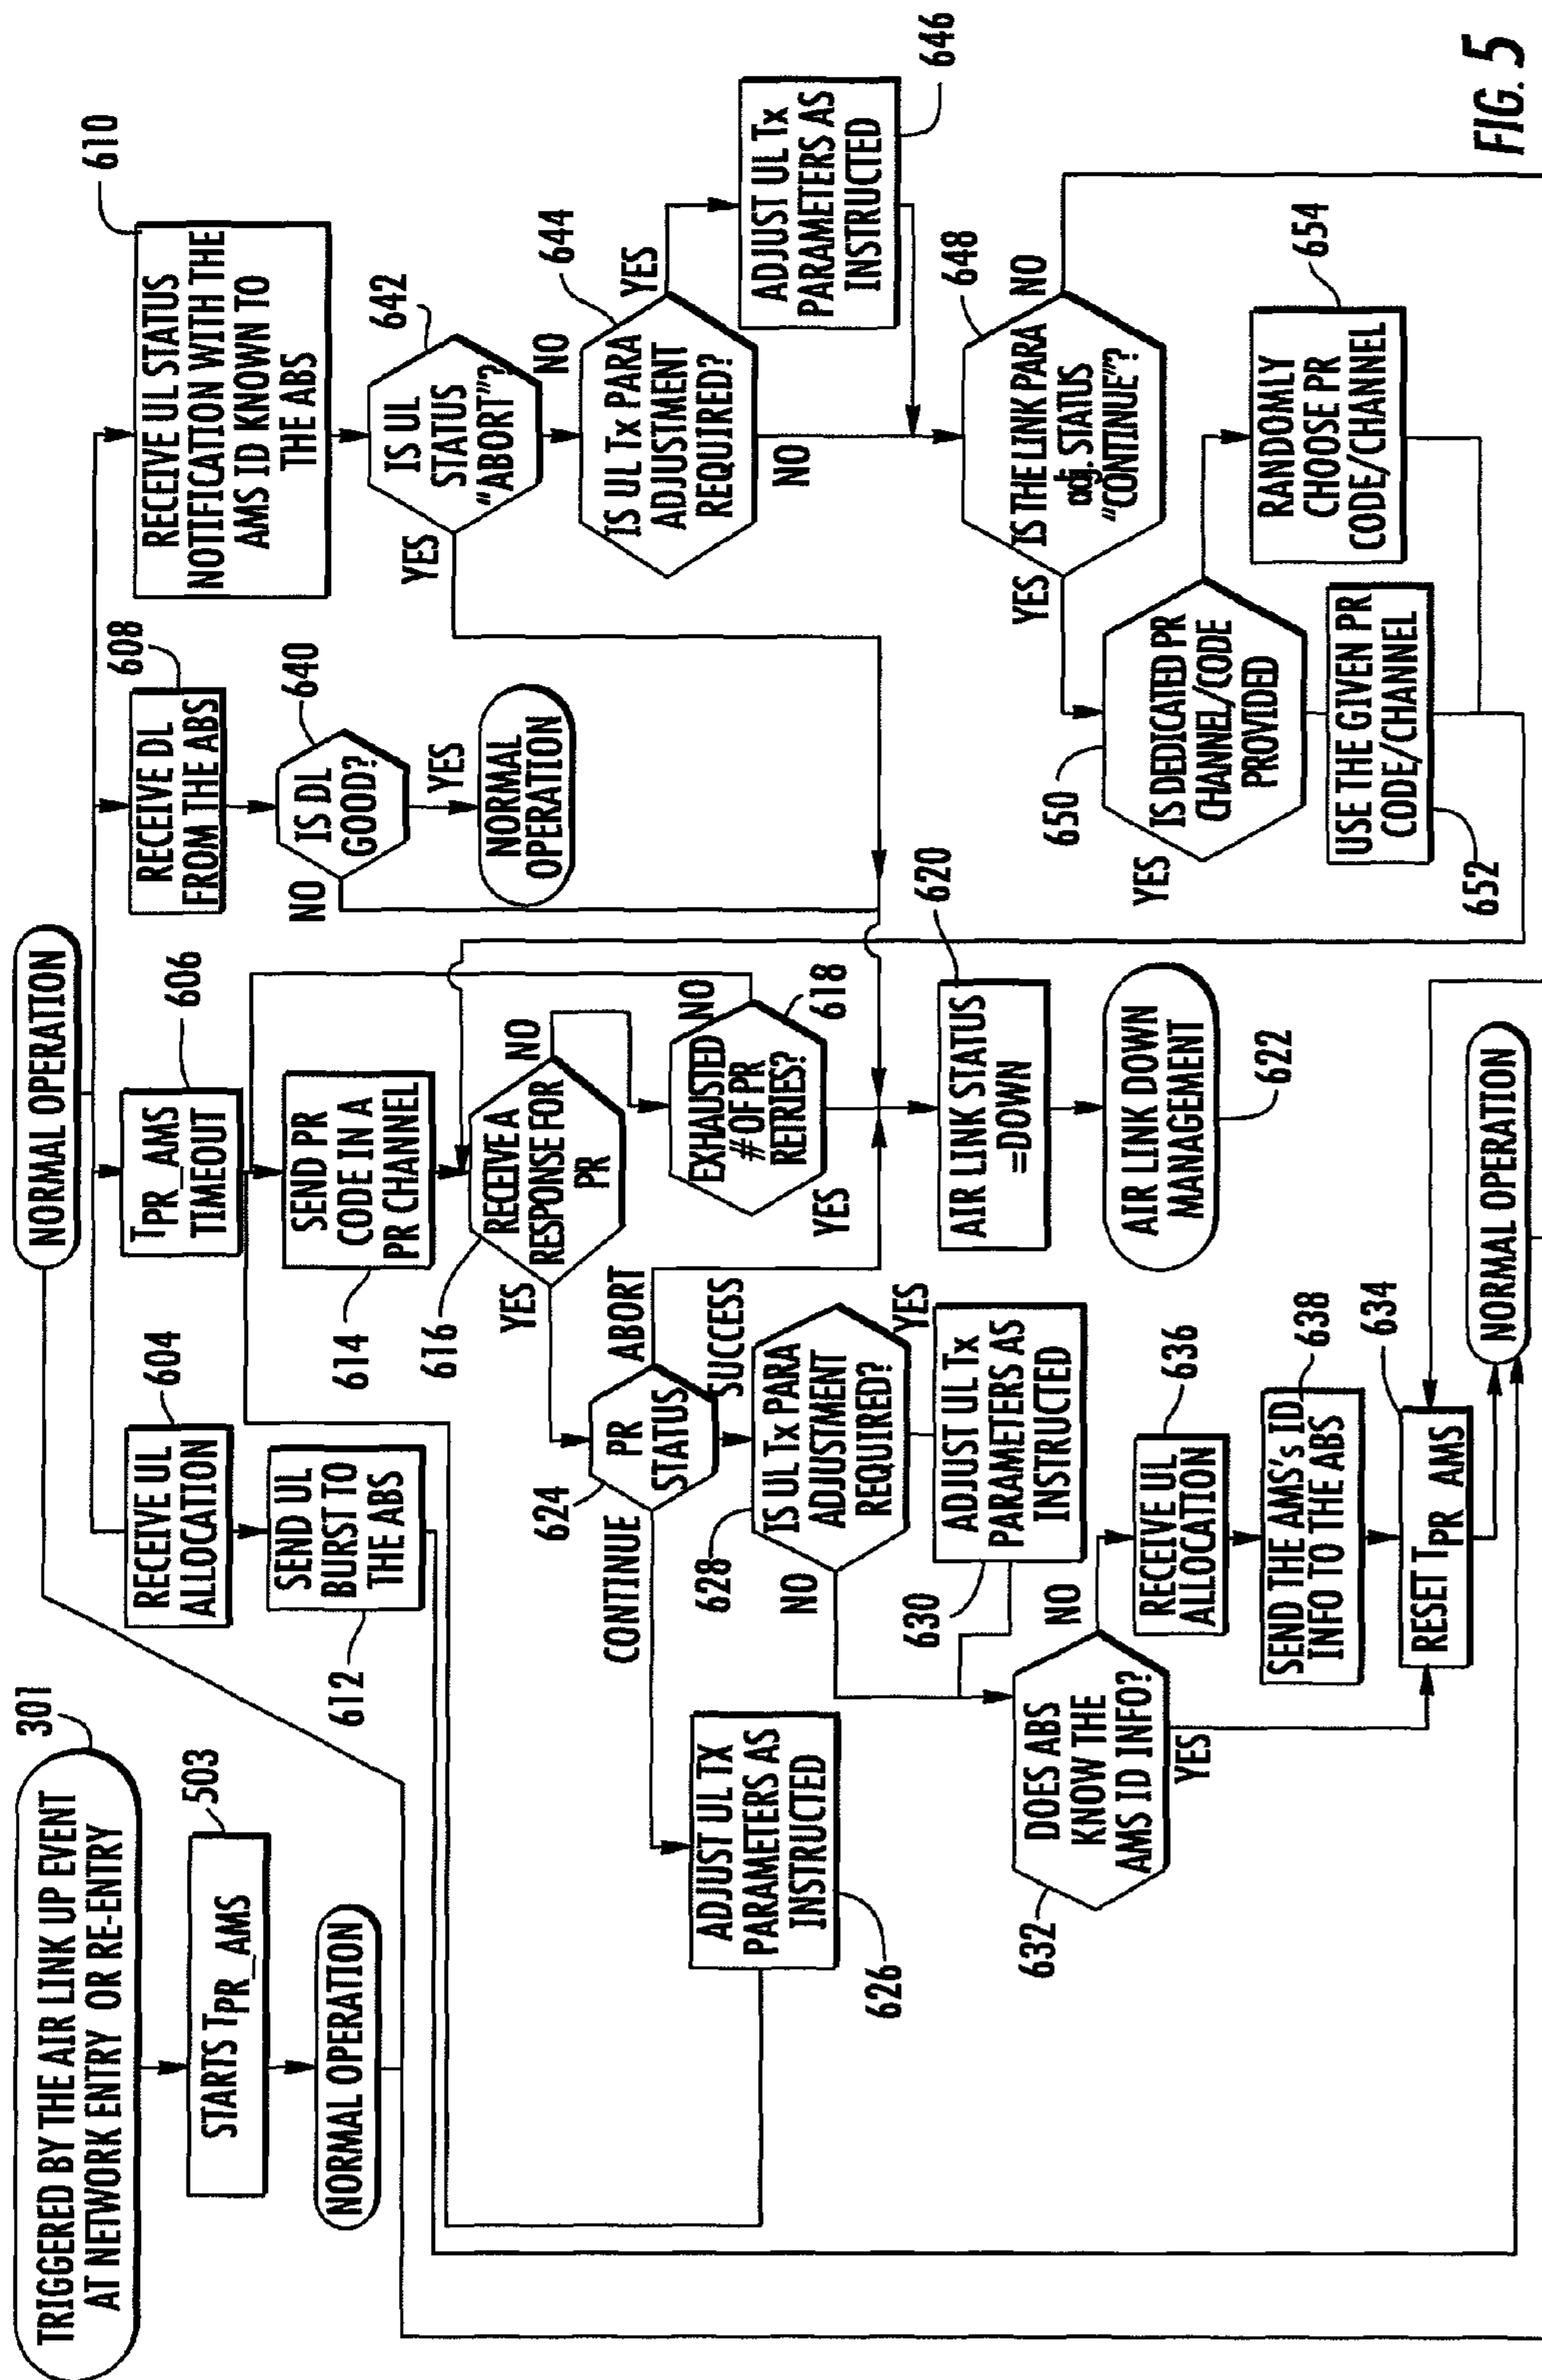 TRIGGERED BY THE AIR LINK UP EVENT
AT NETWORK ENTRY OR RE-ENTRY
301
STARTS TPR_AMS
503
NORMAL OPERATION
NORMAL OPERATION
RECEIVE UL
ALLOCATION
604
SEND UL
BURST TO
THE ABS
612
TPR_AMS
TIMEOUT
606
SEND PR
CODE IN A
PR CHANNEL
614
RECEIVE A
RESPONSE FOR
PR
616
YES
NO
EXHAUSTED
# OF PR
RETRIES?
618
NO
YES
AIR LINK STATUS
=DOWN
620
AIR LINK DOWN
MANAGEMENT
622
PR
STATUS
624
CONTINUE
ABORT
SUCCESS
ADJUST UL TX
PARAMETERS AS
INSTRUCTED
626
IS UL Tx PARA
ADJUSTMENT
REQUIRED?
628
NO
YES
ADJUST UL Tx
PARAMETERS AS
INSTRUCTED
630
DOES ABS
KNOW THE
AMS ID INFO?
632
NO
YES
RECEIVE UL
ALLOCATION
636
SEND THE AMS's ID
INFO TO THE ABS
638
RESET TPR AMS
634
NORMAL OPERATION
RECEIVE DL
FROM THE ABS
608
IS DL
GOOD?
640
NO
YES
NORMAL
OPERATION
RECEIVE UL STATUS
NOTIFICATION WITH THE
AMS ID KNOWN TO
THE ABS
610
IS UL
STATUS
"ABORT"?
642
YES
NO
IS UL Tx PARA
ADJUSTMENT
REQUIRED?
644
YES
NO
ADJUST UL Tx
PARAMETERS AS
INSTRUCTED
646
IS THE LINK PARA
adj. STATUS
"CONTINUE"?
648
YES
NO
IS DEDICATED PR
CHANNEL/CODE
PROVIDED
650
YES
USE THE GIVEN PR
CODE/CHANNEL
652
RANDOMLY
CHOOSE PR
CODE/CHANNEL
654
FIG. 5